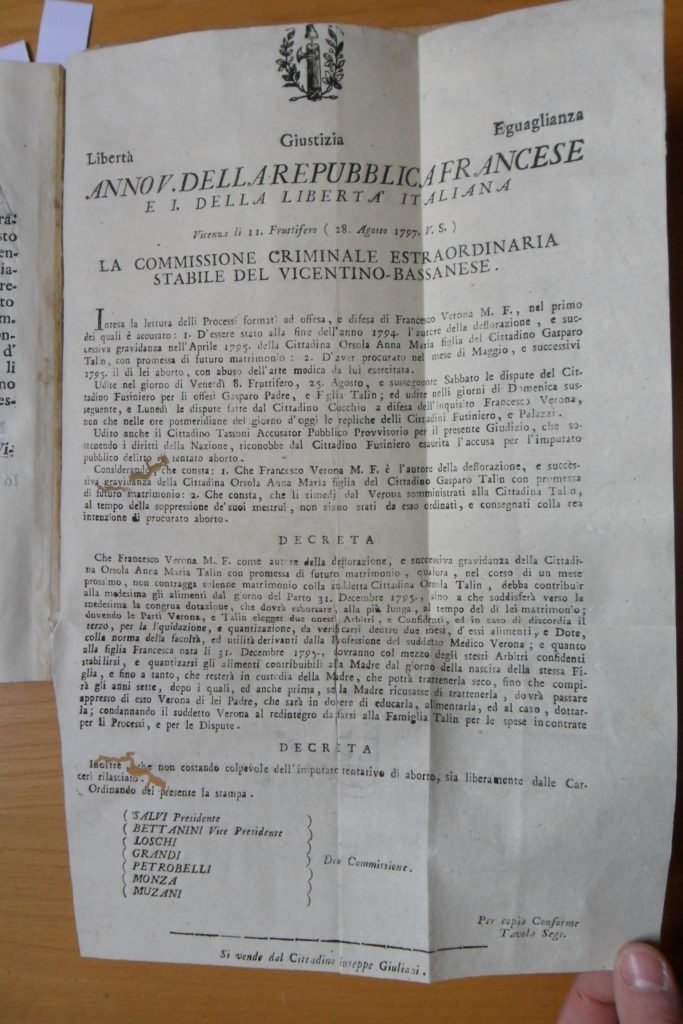 Libertà Giustizia Eguaglianza
ANNO V. DELLA REPUBBLICA FRANCESE
E I. DELLA LIBERTA' ITALIANA
Vicenza li 11. Fruttifero ( 28. Agosto 1797. V. S. )
LA COMMISSIONE CRIMINALE ESTRAORDINARIA
STABILE DEL VICENTINO-BASSANESE.
Intesa la lettura delli Processi formati ad offesa, e difesa di Francesco Verona M. F., nel primo
dei quali è accusato: 1. D'essere stato alla fine dell'anno 1794. l'autore della deflorazione, e suc-
cessiva gravidanza nell'Aprile 1795. della Cittadina Orsola Anna Maria figlia del Cittadino Gasparo
Talin, con promessa di futuro matrimonio: 2. D'aver procurato nel mese di Maggio, e successivi
1795. il di lei aborto, con abuso dell'arte modica da lui esercitata.
Udite nel giorno di Venerdì 8. Fruttifero, 25. Agosto, e susseguente Sabbato le dispute del Cit-
tadino Fusiniero per li offesi Gasparo Padre, e Figlia Talin; ed udite nelli giorni di Domenica sus-
seguente, e Lunedì le dispute fatte dal Cittadino Cocchio a difesa dell'inquisito Francesco Verona,
non che nelle ore posmeridiane del giorno d'oggi le repliche delli Cittadini Fusiniero, e Palazzi.
Udito anche il Cittadino Tassoni Accusator Pubblico Provvisorio per il presente Giudizio, che so-
stenendo i diritti della Nazione, riconobbe dal Cittadino Fusiniero esaurita l'accusa per l'imputato
pubblico delitto di tentato aborto.
Considerando, che consta: 1. Che Francesco Verona M. F. è l'autore della deflorazione, e succes-
siva gravidanza della Cittadina Orsola Anna Maria figlia del Cittadino Gasparo Talin con promessa
di futuro matrimonio: 2. Che consta, che li rimedj dal Verona somministrati alla Cittadina Talin,
al tempo della soppressione de'suoi mestrui, non siano stati da esso ordinati, e consegnati colla rea
intenzione di procurato aborto.
DECRETA
Che Francesco Verona M. F. come autore della deflorazione, e successiva gravidanza della Cittadi-
na Orsola Anna Maria Talin con promessa di futuro matrimonio, qualora, nel corso di un mese
prossimo, non contragga solenne matrimonio colla suddetta Cittadina Orsola Talin, debba contribuir
alla medesima gli alimenti dal giorno del Parto 31. Decembre 1795., sino a che soddisferà verso la
medesima la congrua dotazione, che dovrà esborsare, alla più lunga, al tempo del di lei matrimonio;
dovendo le Parti Verona, e Talin elegger due onesti Arbitri, e Confidenti, ed in caso di discordia il
terzo, per la liquidazione, e quantizazione, da verificarsi dentro due mesi, d'essi alimenti, e Dote,
colla norma della facoltà, ed utilità derivanti dalla Professione del suddetto Medico Verona; e quanto
alla figlia Francesca nata li 31. Decembre 1795., dovranno col mezzo degli stessi Arbitri confidenti
stabilirsi, e quantizarsi gli alimenti contribuibili alla Madre dal giorno della nascita della stessa Fi-
glia, e fino a tanto, che resterà in custodia della Madre, che potrà trattenerla seco, fino che compi-
rà gli anni sette, dopo i quali, ed anche prima, se la Madre ricusasse di trattenerla, dovrà passare
appresso di esso Verona di lei Padre, che sarà in dovere di educarla, alimentarla, ed al caso, dottar-
la; condannando il suddetto Verona al redintegro da farsi alla Famiglia Talin per le spese incontrate
per li Processi, e per le Dispute.
DECRETA
Inoltre, che non costando colpevole dell'imputato tentativo di aborto, sia liberamente dalle Car-
ceri rilasciato.
Ordinando del presente la stampa.
( SALVI Presidente )
( BETTANINI Vice Presidente )
( LOSCHI )
( GRANDI ) Della Commissione.
( PETROBELLI )
( MONZA )
( MUZANI )
Per copia Conforme
Tavola Segr.
Si vende dal Cittadino Giuseppe Giuliani.